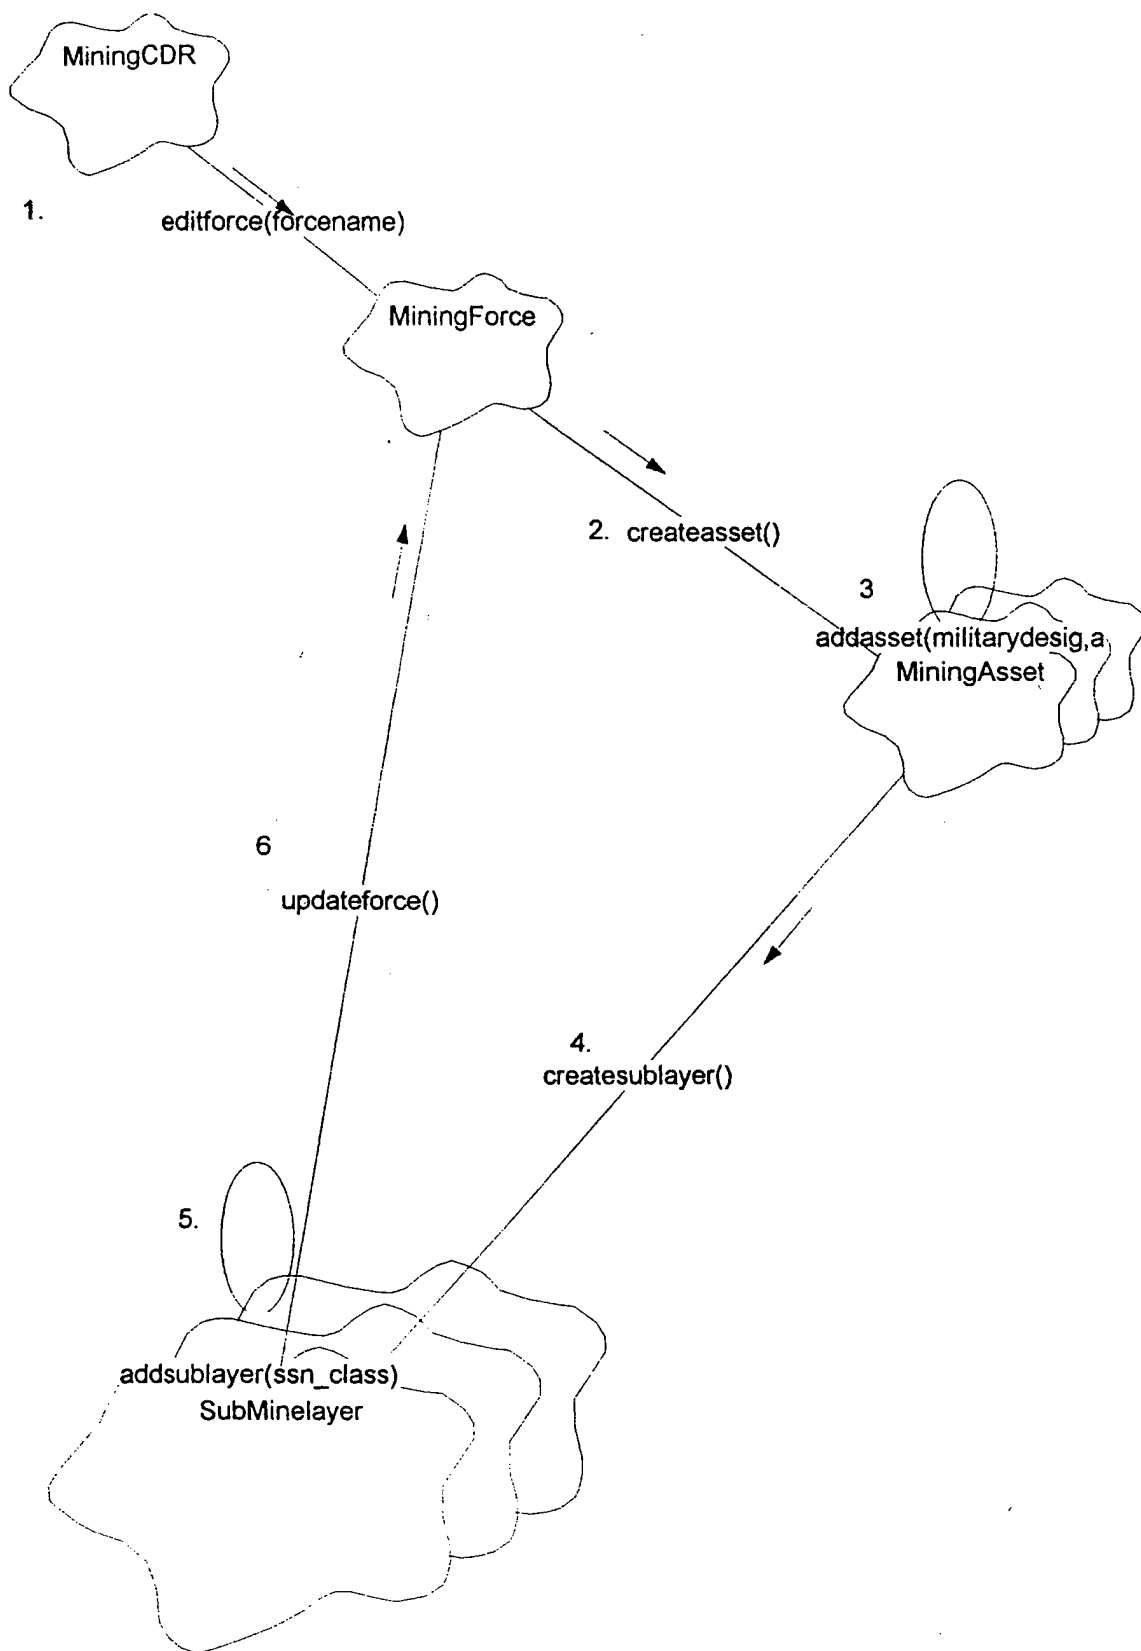 MiningCDR
1.
editforce(forcename)
MiningForce
2. createasset()
3
addasset(militarydesig,a
MiningAsset
6
updateforce()
4.
createsublayer()
5.
addsublayer(ssn_class)
SubMinelayer